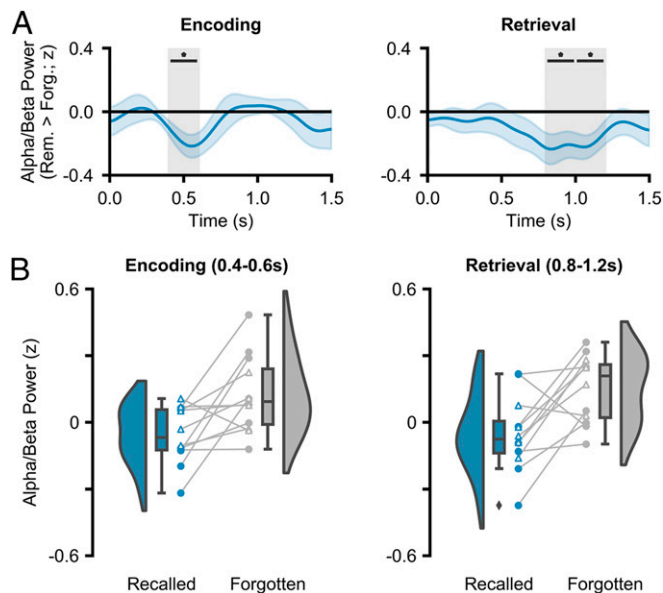 A
Encoding
Retrieval
Alpha/Beta Power
(Rem. > Forg.; z)
0.4
0.0
-0.4
*
0.0 0.5 1.0 1.5
Time (s)
0.4
0.0
-0.4
* *
0.0 0.5 1.0 1.5
Time (s)
B
Encoding (0.4-0.6s)
Retrieval (0.8-1.2s)
Alpha/Beta Power (z)
0.6
0
-0.6
Recalled Forgotten
0.6
0
-0.6
Recalled Forgotten